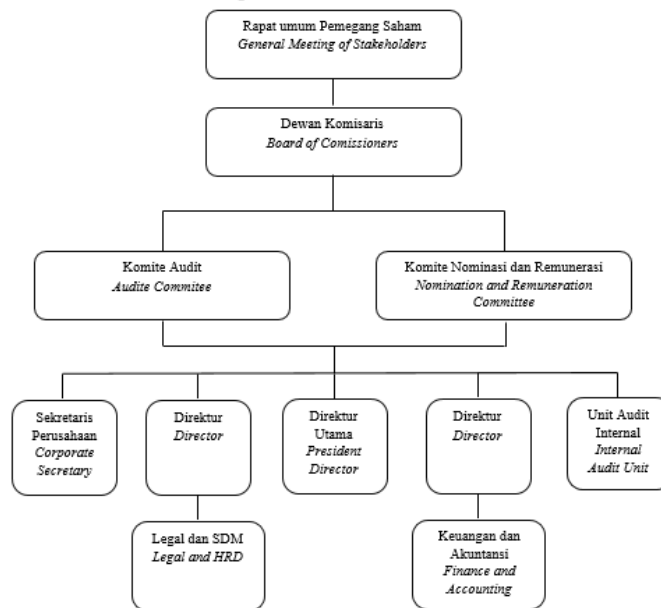 Rapat umum Pemegang Saham
General Meeting of Stakeholders
Dewan Komisaris
Board of Comissioners
Komite Audit
Audite Commitee
Komite Nominasi dan Remunerasi
Nomination and Remuneration
Committee
Sekretaris
Perusahaan
Corporate
Secretary
Direktur
Director
Direktur
Utama
President
Director
Direktur
Director
Unit Audit
Internal
Internal
Audit Unit
Legal dan SDM
Legal and HRD
Keuangan dan
Akuntansi
Finance and
Accounting